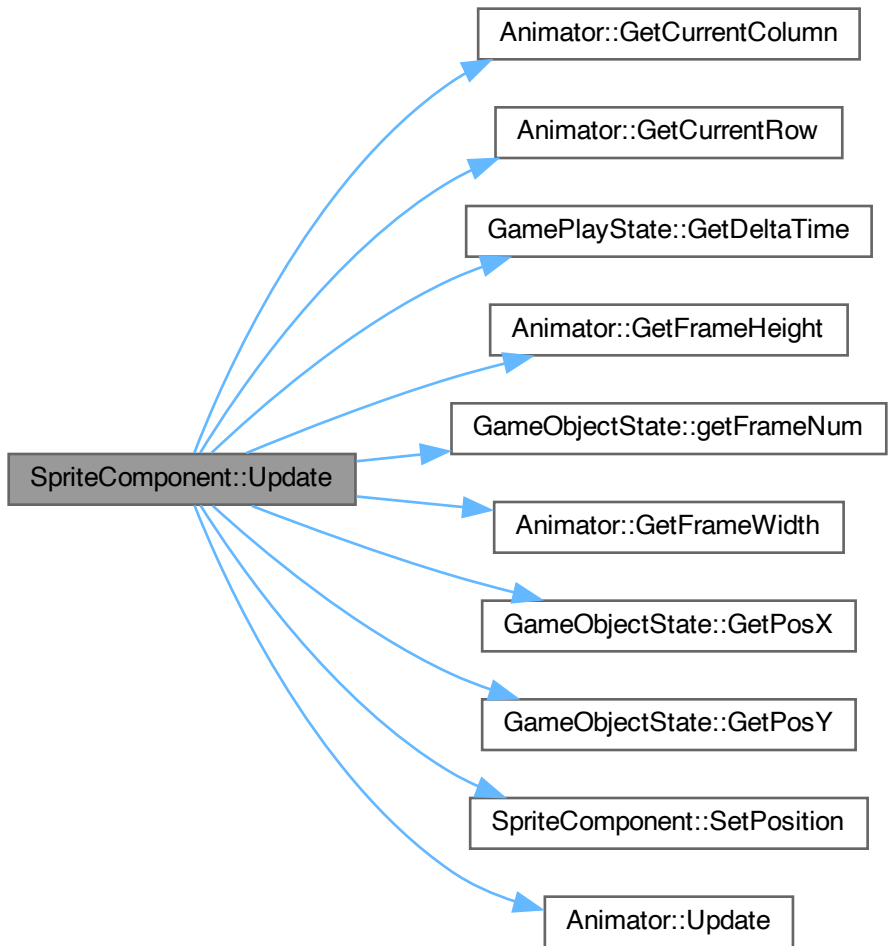 Animator::GetCurrentColumn
Animator::GetCurrentRow
GamePlayState::GetDeltaTime
Animator::GetFrameHeight
GameObjectState::getFrameNum
SpriteComponent::Update
Animator::GetFrameWidth
GameObjectState::GetPosX
GameObjectState::GetPosY
SpriteComponent::SetPosition
Animator::Update